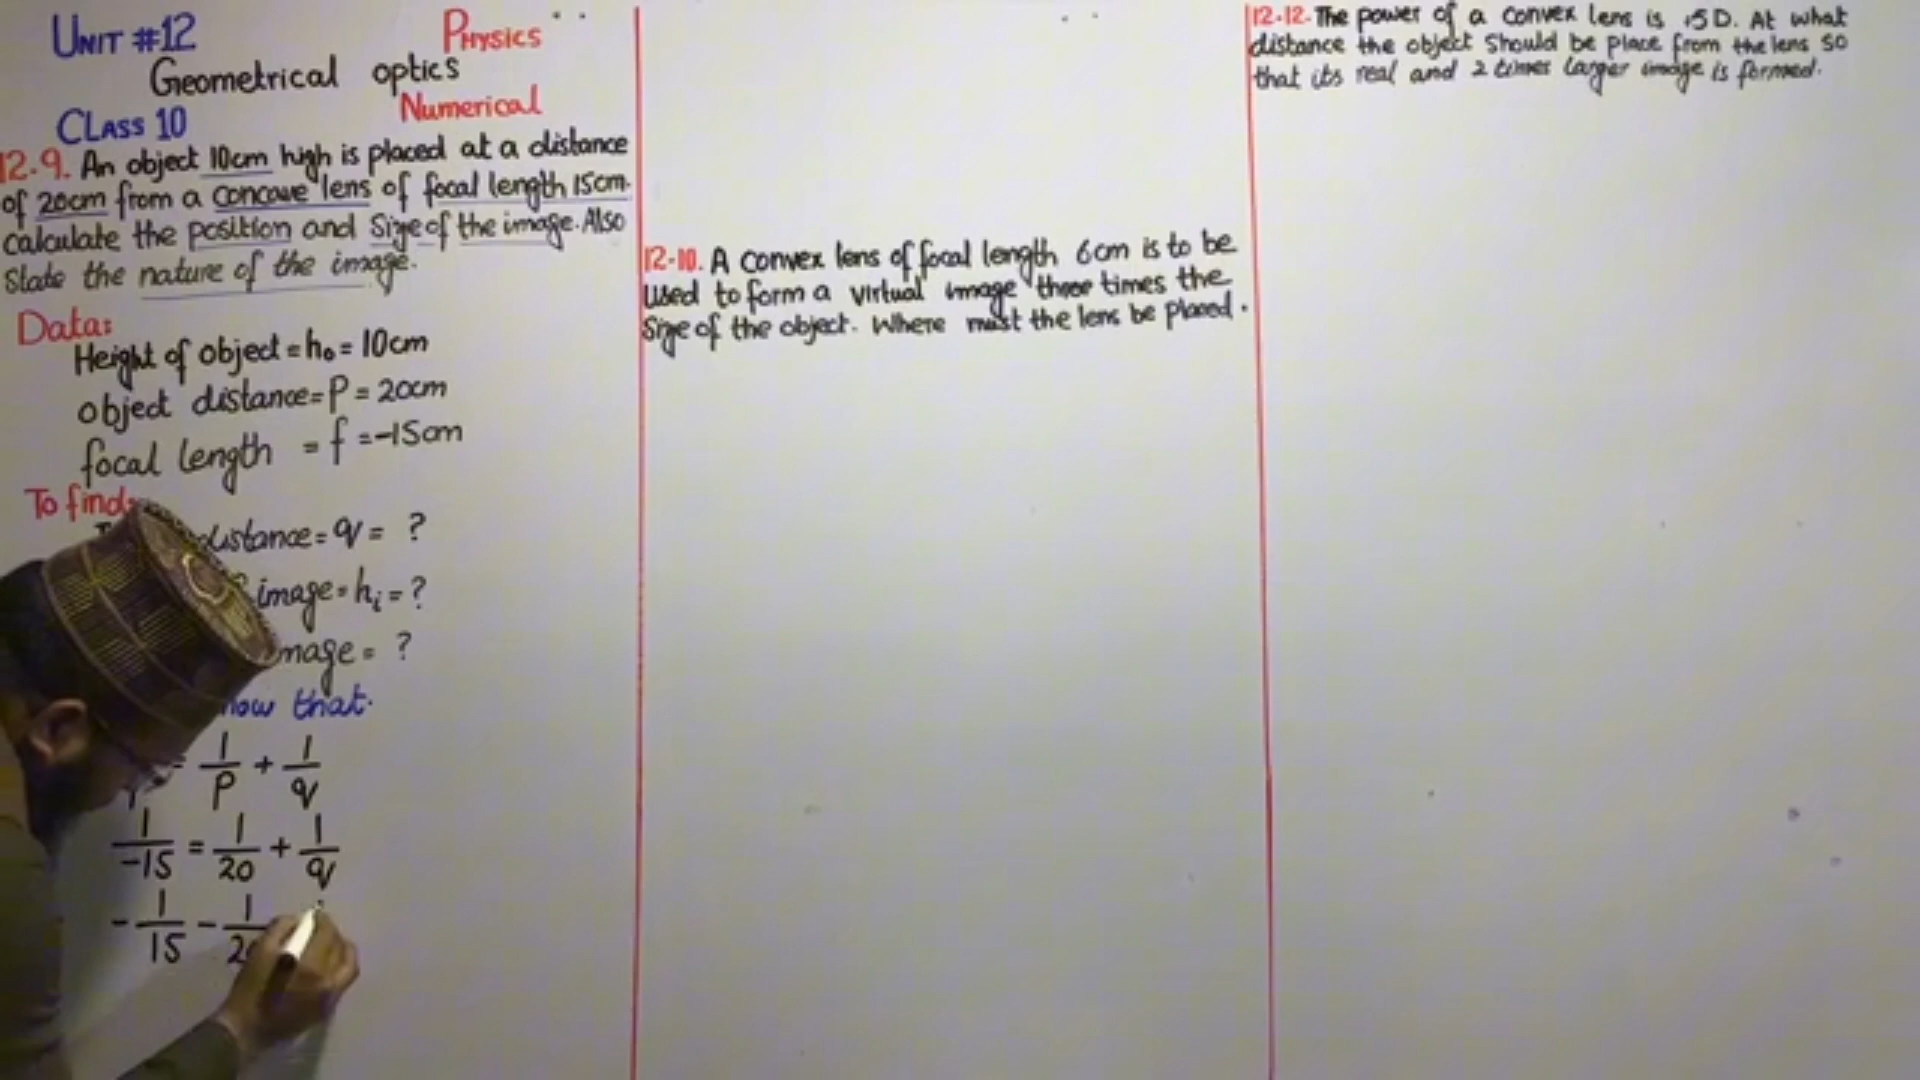 UNIT #12
Physics
Geometrical optics
Numerical
CLASS 10
12.9. An object 10cm high is placed at a distance
of 20cm from a concave lens of focal length 15cm.
calculate the position and Size of the image. Also
State the nature of the image.
Data:
Height of object = h₀ = 10cm
object distance = P = 20cm
focal length = f = -15cm
To find:
distance = q = ?
image = hᵢ = ?
image = ?
know that.
= 1/P + 1/q
1/-15 = 1/20 + 1/q
- 1/15 - 1/20
12.10. A convex lens of focal length 6cm is to be
used to form a virtual image three times the
Size of the object. Where must the lens be placed.
12.12. The power of a convex lens is 5D. At what
distance the object Should be place from the lens so
that its real and 2 times larger image is formed.